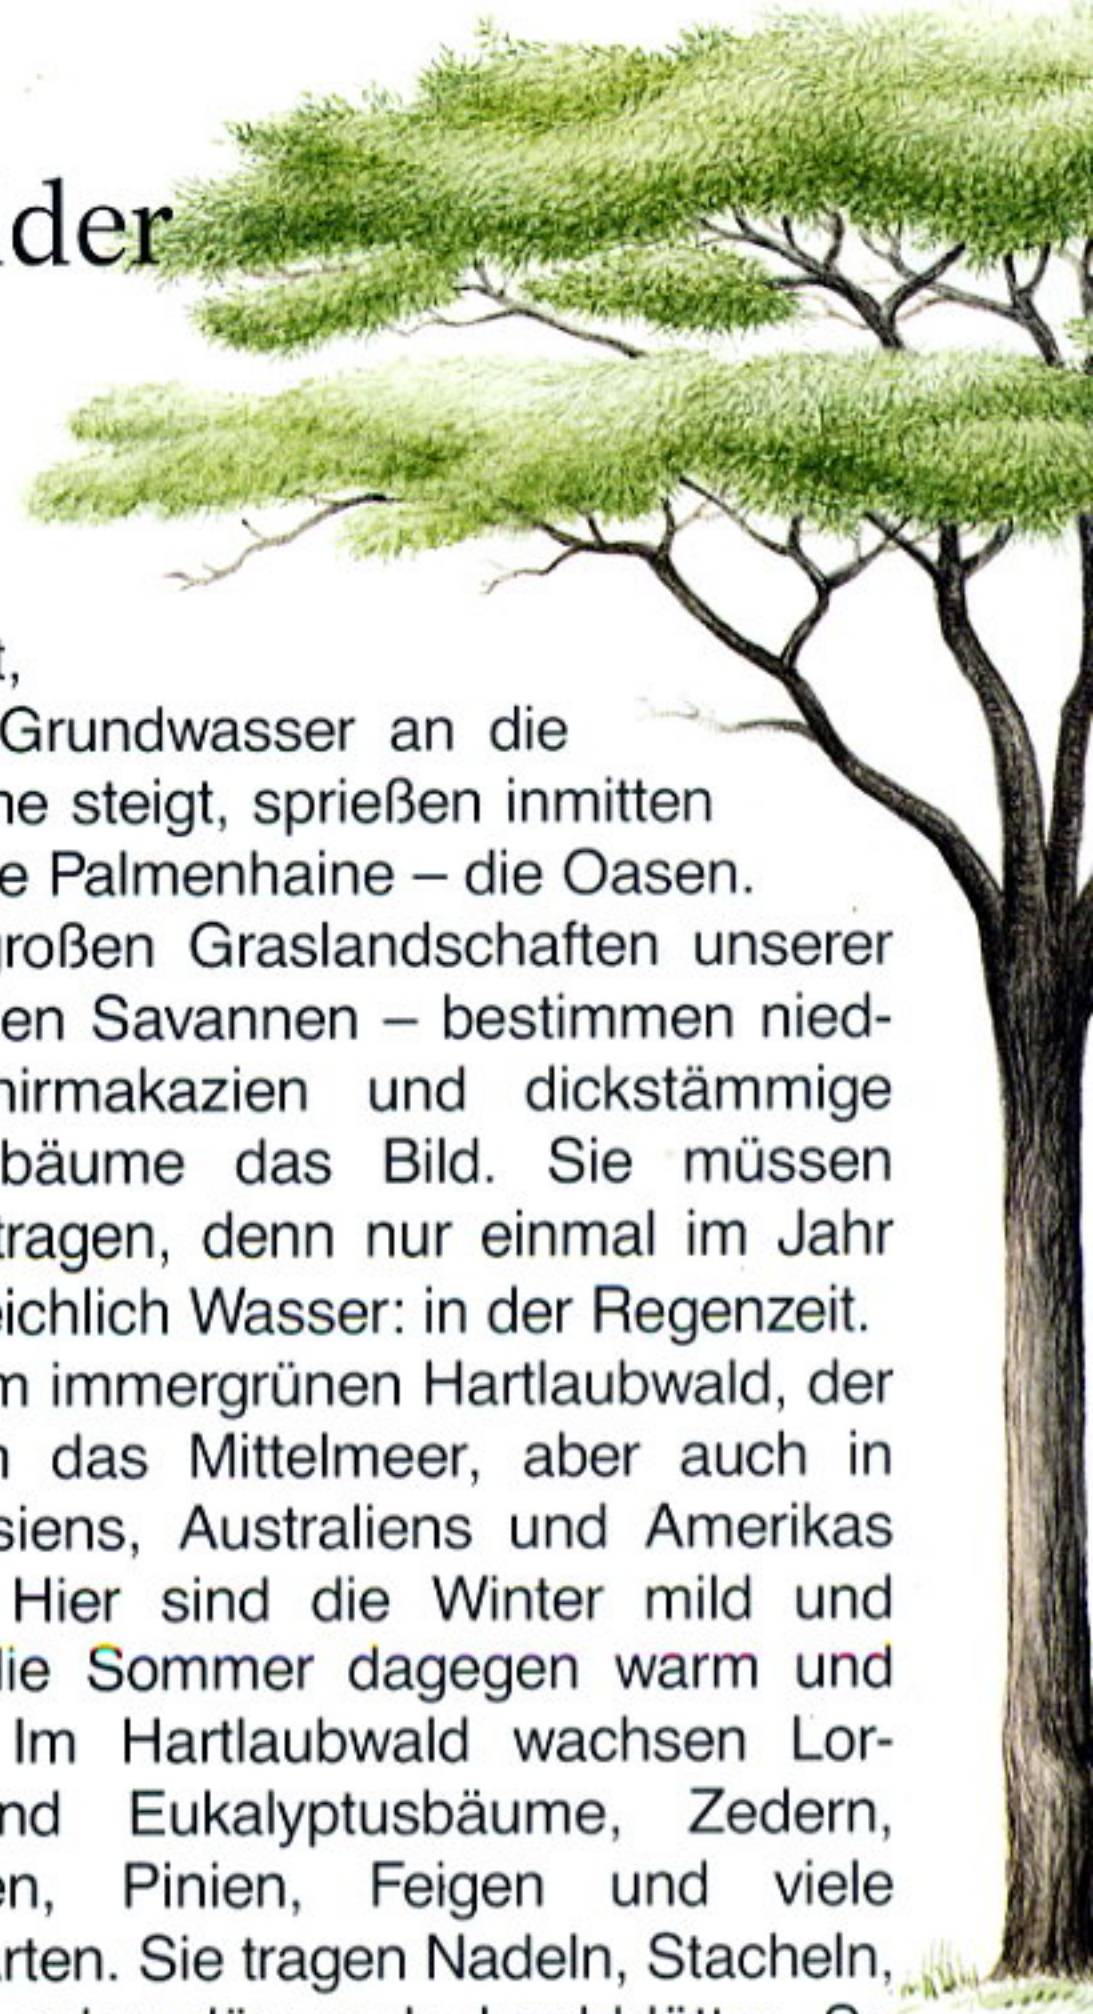 der
t,
Grundwasser an die
ne steigt, sprießen inmitten
e Palmenhaine – die Oasen.
großen Graslandschaften unserer
en Savannen – bestimmen nied-
hirmakazien und dickstämmige
bäume das Bild. Sie müssen
tragen, denn nur einmal im Jahr
eichlich Wasser: in der Regenzeit.
m immergrünen Hartlaubwald, der
n das Mittelmeer, aber auch in
siens, Australiens und Amerikas
Hier sind die Winter mild und
die Sommer dagegen warm und
Im Hartlaubwald wachsen Lor-
nd Eukalyptusbäume, Zedern,
en, Pinien, Feigen und viele
rten. Sie tragen Nadeln, Stacheln,